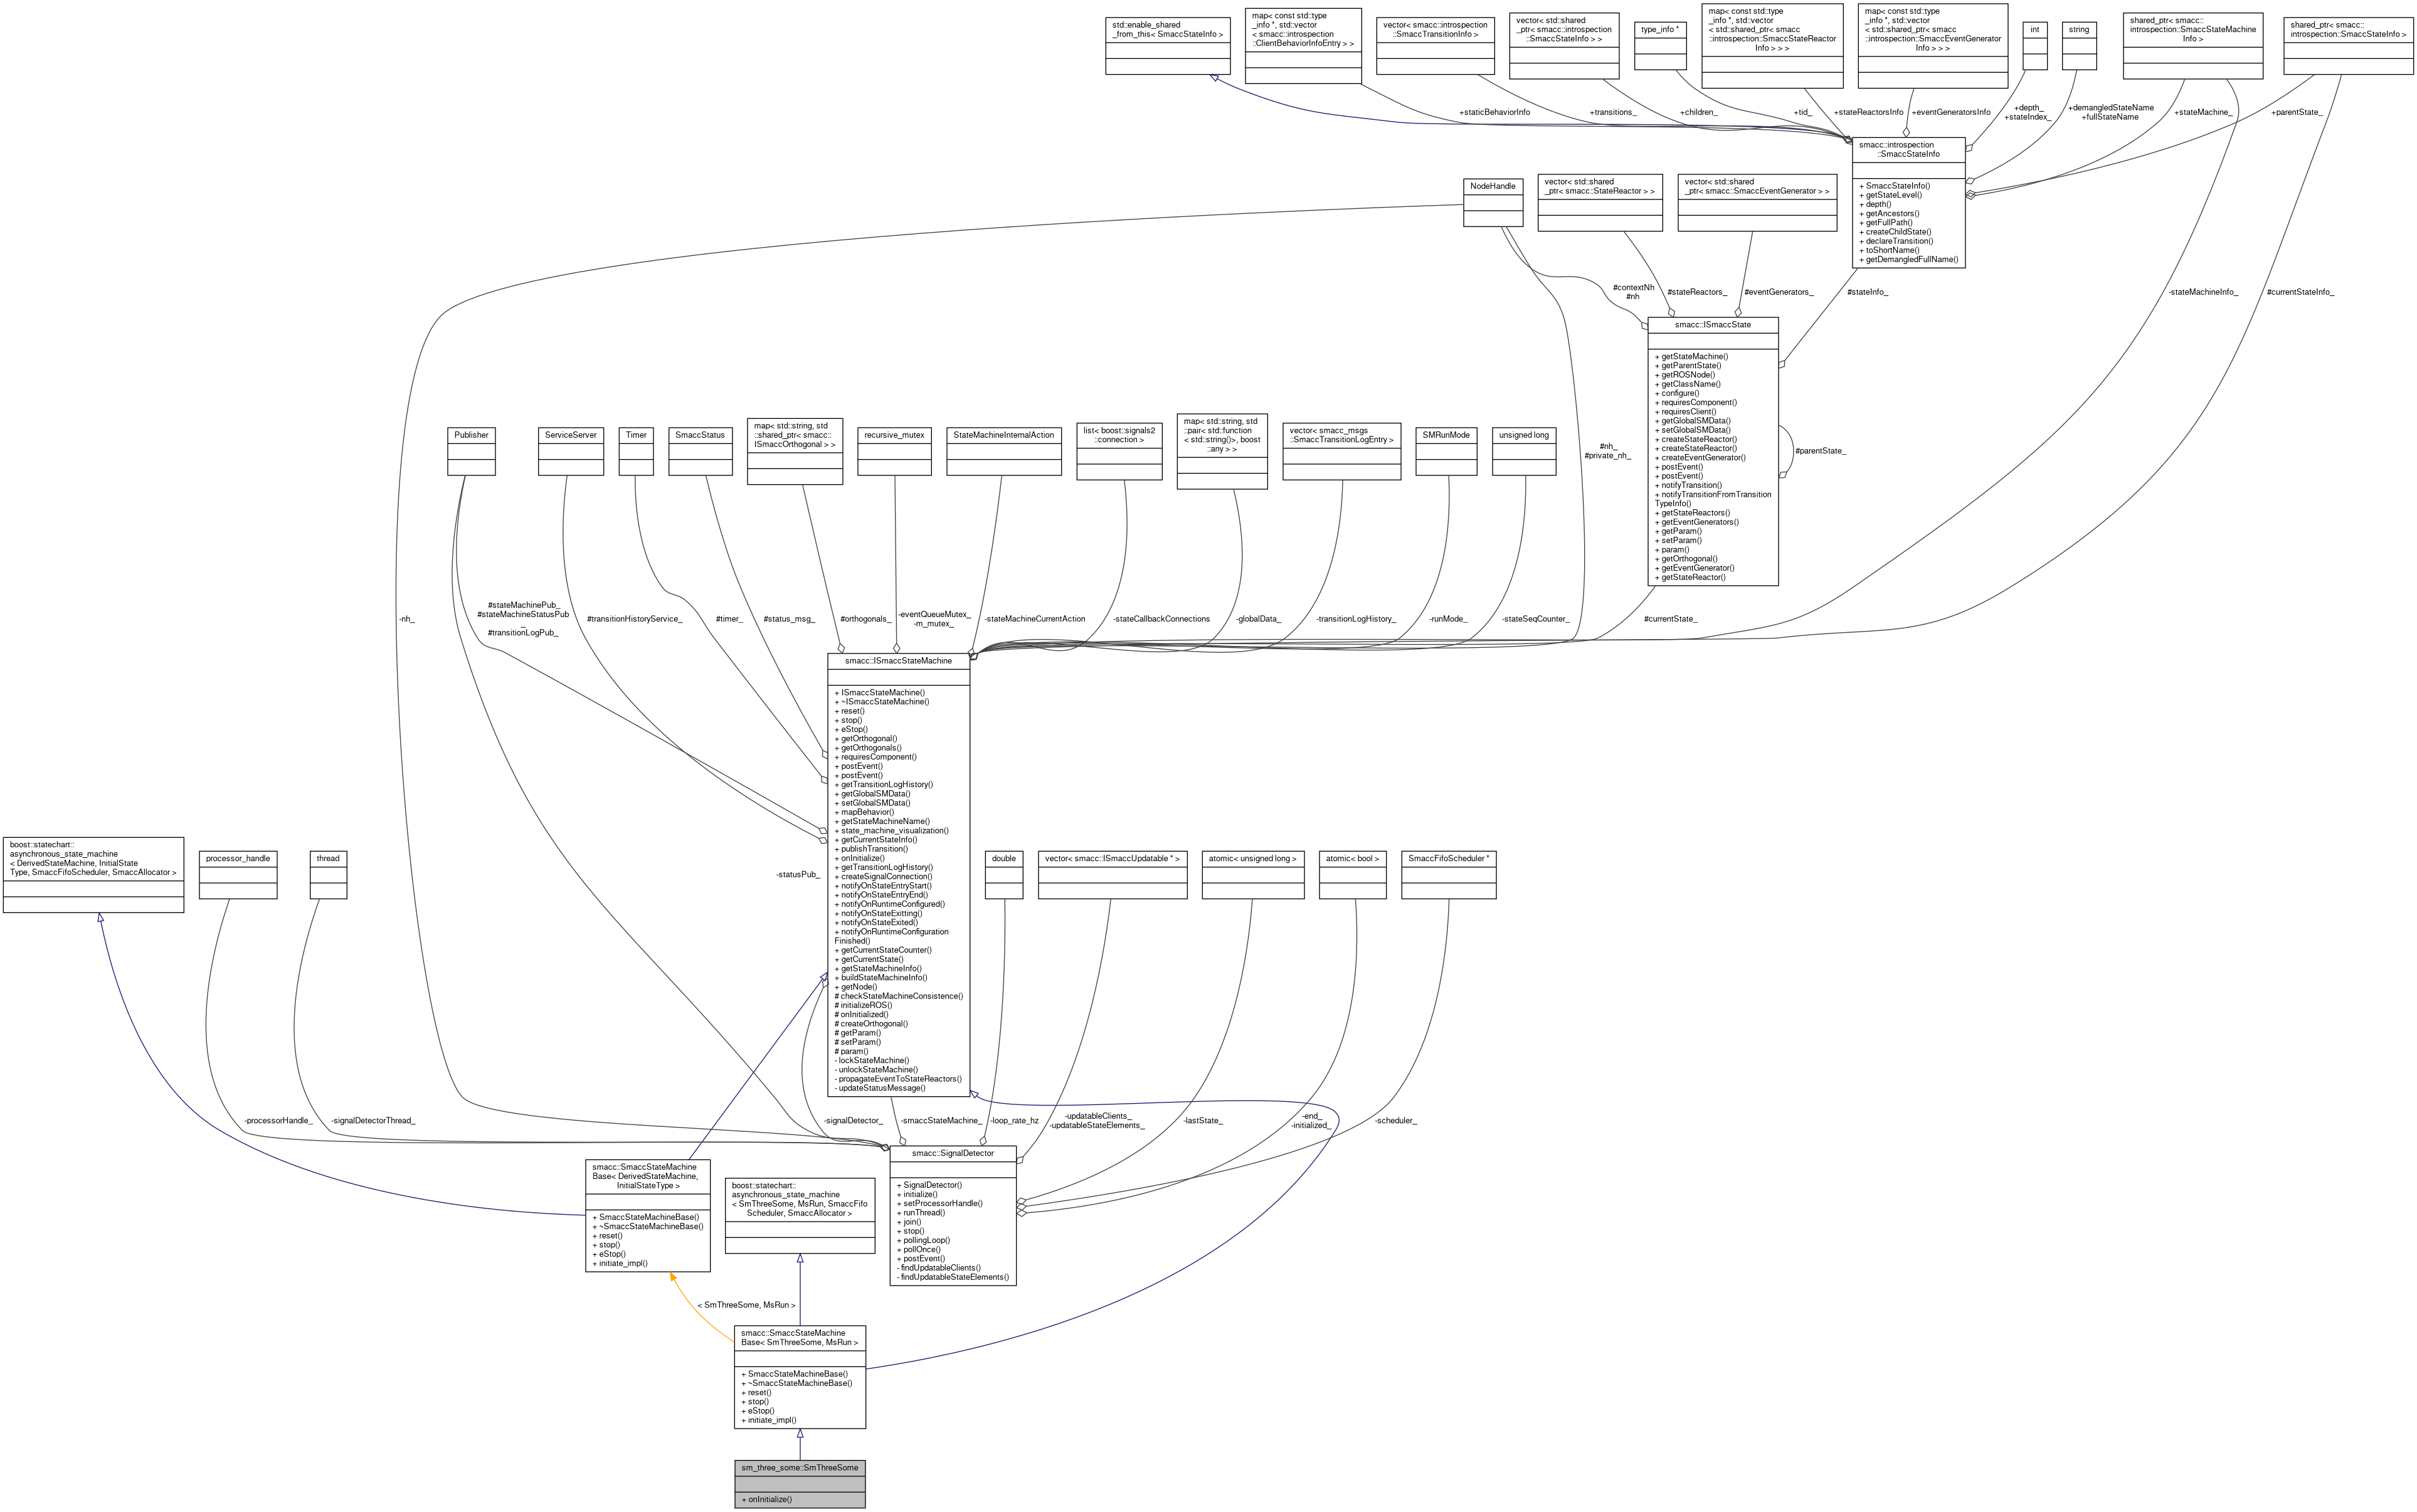 std::enable_shared
_from_this< SmaccStateInfo >
map< const std::type
_info *, std::vector
< smacc::introspection
::ClientBehaviorInfoEntry > >
vector< smacc::introspection
::SmaccTransitionInfo >
vector< std::shared
_ptr< smacc::introspection
::SmaccStateInfo > >
type_info *
map< const std::type
_info *, std::vector
< std::shared_ptr< smacc
::introspection::SmaccStateReactor
Info > > >
map< const std::type
_info *, std::vector
< std::shared_ptr< smacc
::introspection::SmaccEventGenerator
Info > > >
int
string
shared_ptr< smacc::
introspection::SmaccStateMachine
Info >
shared_ptr< smacc::
introspection::SmaccStateInfo >
+staticBehaviorInfo
+transitions_
+children_
+tid_
+stateReactorsInfo
+eventGeneratorsInfo
+depth_
+stateIndex_
+demangledStateName
+fullStateName
+stateMachine_
+parentState_
smacc::introspection
::SmaccStateInfo
+ SmaccStateInfo()
+ getStateLevel()
+ depth()
+ getAncestors()
+ getFullPath()
+ createChildState()
+ declareTransition()
+ toShortName()
+ getDemangledFullName()
NodeHandle
vector< std::shared
_ptr< smacc::StateReactor > >
vector< std::shared
_ptr< smacc::SmaccEventGenerator > >
#contextNh
#nh
#stateReactors_
#eventGenerators_
#stateInfo_
-stateMachineInfo_
#currentStateInfo_
smacc::ISmaccState
+ getStateMachine()
+ getParentState()
+ getROSNode()
+ getClassName()
+ configure()
+ requiresComponent()
+ requiresClient()
+ getGlobalSMData()
+ setGlobalSMData()
+ createStateReactor()
+ createStateReactor()
+ createEventGenerator()
+ postEvent()
+ postEvent()
+ notifyTransition()
+ notifyTransitionFromTransition
TypeInfo()
+ getStateReactors()
+ getEventGenerators()
+ getParam()
+ setParam()
+ param()
+ getOrthogonal()
+ getEventGenerator()
+ getStateReactor()
#parentState_
Publisher
ServiceServer
Timer
SmaccStatus
map< std::string, std
::shared_ptr< smacc::
ISmaccOrthogonal > >
recursive_mutex
StateMachineInternalAction
list< boost::signals2
::connection >
map< std::string, std
::pair< std::function
< std::string()>, boost
::any > >
vector< smacc_msgs
::SmaccTransitionLogEntry >
SMRunMode
unsigned long
#nh_
#private_nh_
-nh_
#stateMachinePub_
#stateMachineStatusPub
_
#transitionLogPub_
#transitionHistoryService_
#timer_
#status_msg_
#orthogonals_
-eventQueueMutex_
-m_mutex_
-stateMachineCurrentAction
-stateCallbackConnections
-globalData_
-transitionLogHistory_
-runMode_
-stateSeqCounter_
#currentState_
smacc::ISmaccStateMachine
+ ISmaccStateMachine()
+ ~ISmaccStateMachine()
+ reset()
+ stop()
+ eStop()
+ getOrthogonal()
+ getOrthogonals()
+ requiresComponent()
+ postEvent()
+ postEvent()
+ getTransitionLogHistory()
+ getGlobalSMData()
+ setGlobalSMData()
+ mapBehavior()
+ getStateMachineName()
+ state_machine_visualization()
+ getCurrentStateInfo()
+ publishTransition()
+ onInitialize()
+ getTransitionLogHistory()
+ createSignalConnection()
+ notifyOnStateEntryStart()
+ notifyOnStateEntryEnd()
+ notifyOnRuntimeConfigured()
+ notifyOnStateExitting()
+ notifyOnStateExited()
+ notifyOnRuntimeConfiguration
Finished()
+ getCurrentStateCounter()
+ getCurrentState()
+ getStateMachineInfo()
+ buildStateMachineInfo()
+ getNode()
# checkStateMachineConsistence()
# initializeROS()
# onInitialized()
# createOrthogonal()
# getParam()
# setParam()
# param()
- lockStateMachine()
- unlockStateMachine()
- propagateEventToStateReactors()
- updateStatusMessage()
-statusPub_
boost::statechart::
asynchronous_state_machine
< DerivedStateMachine, InitialState
Type, SmaccFifoScheduler, SmaccAllocator >
processor_handle
thread
double
vector< smacc::ISmaccUpdatable * >
atomic< unsigned long >
atomic< bool >
SmaccFifoScheduler *
-processorHandle_
-signalDetectorThread_
-signalDetector_
-smaccStateMachine_
-loop_rate_hz
-updatableClients_
-updatableStateElements_
-lastState_
-end_
-initialized_
-scheduler_
smacc::SignalDetector
+ SignalDetector()
+ initialize()
+ setProcessorHandle()
+ runThread()
+ join()
+ stop()
+ pollingLoop()
+ pollOnce()
+ postEvent()
- findUpdatableClients()
- findUpdatableStateElements()
smacc::SmaccStateMachine
Base< DerivedStateMachine,
InitialStateType >
+ SmaccStateMachineBase()
+ ~SmaccStateMachineBase()
+ reset()
+ stop()
+ eStop()
+ initiate_impl()
boost::statechart::
asynchronous_state_machine
< SmThreeSome, MsRun, SmaccFifo
Scheduler, SmaccAllocator >
< SmThreeSome, MsRun >
smacc::SmaccStateMachine
Base< SmThreeSome, MsRun >
+ SmaccStateMachineBase()
+ ~SmaccStateMachineBase()
+ reset()
+ stop()
+ eStop()
+ initiate_impl()
sm_three_some::SmThreeSome
+ onInitialize()